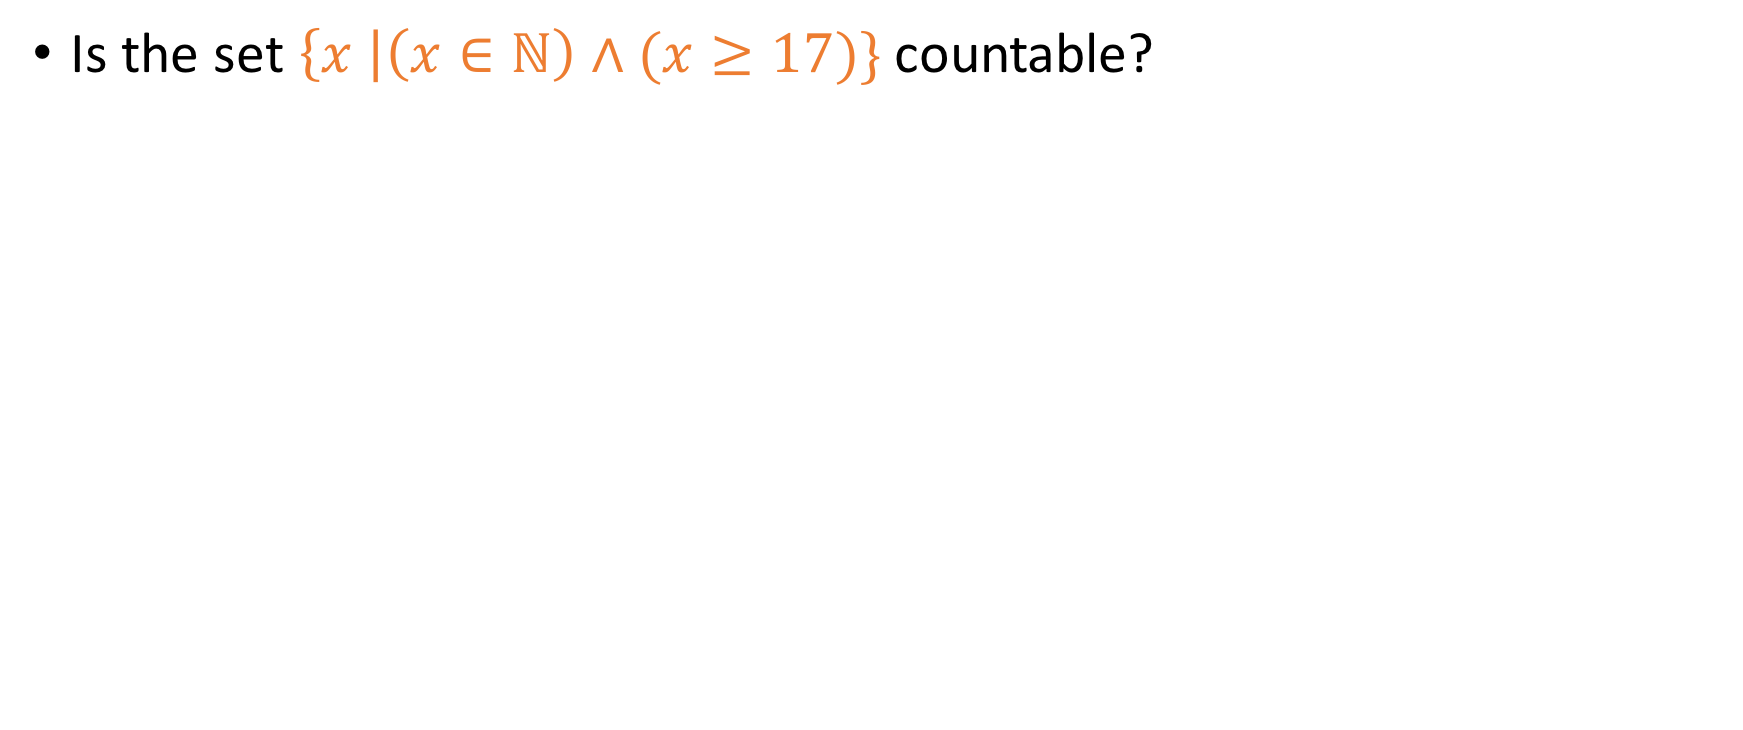 • Is the set {𝑥 |(𝑥 ∈ ℕ) ∧ (𝑥 ≥ 17)} countable?